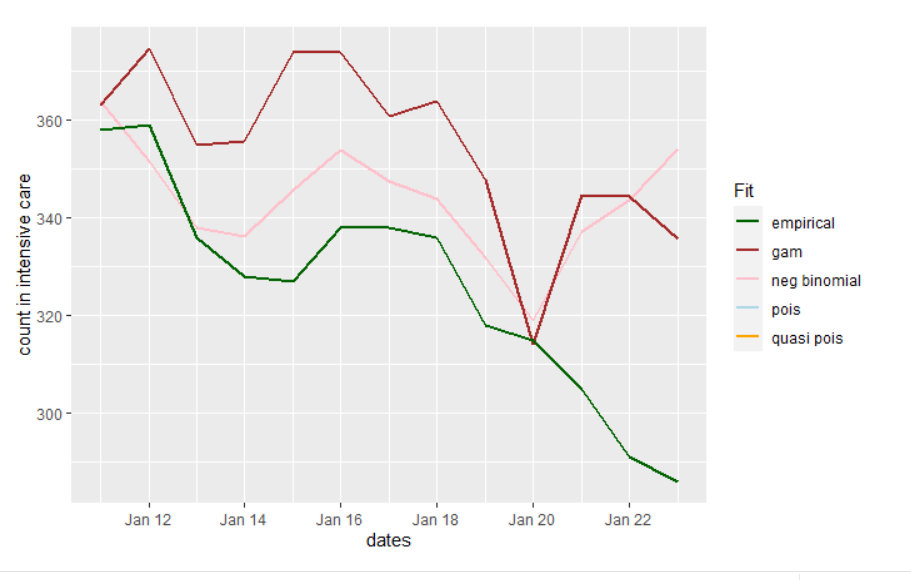 360
340
320
300
count in intensive care
Jan 12
Jan 14
Jan 16
Jan 18
Jan 20
Jan 22
dates
Fit
empirical
gam
neg binomial
pois
quasi pois